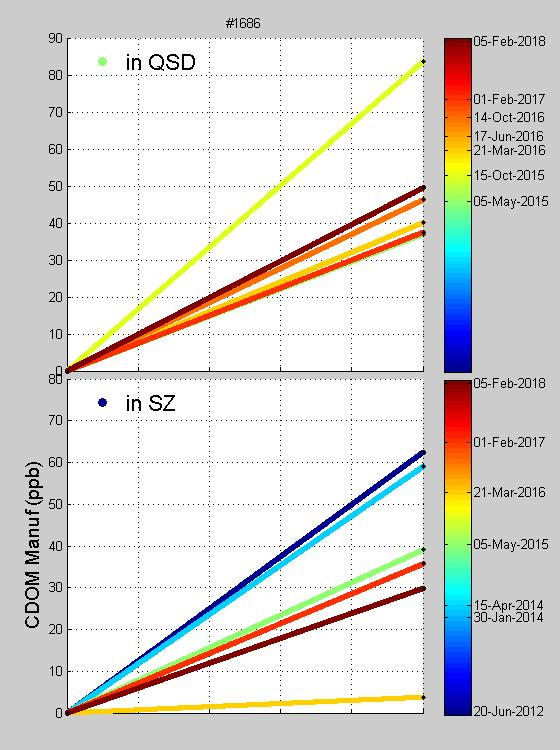 #1686
90
80
70
60
50
40
30
20
10
0
in QSD
05-Feb-2018
01-Feb-2017
14-Oct-2016
17-Jun-2016
21-Mar-2016
15-Oct-2015
05-May-2015
80
70
60
50
40
30
20
10
0
in SZ
CDOM Manuf (ppb)
05-Feb-2018
01-Feb-2017
21-Mar-2016
05-May-2015
15-Apr-2014
30-Jan-2014
20-Jun-2012